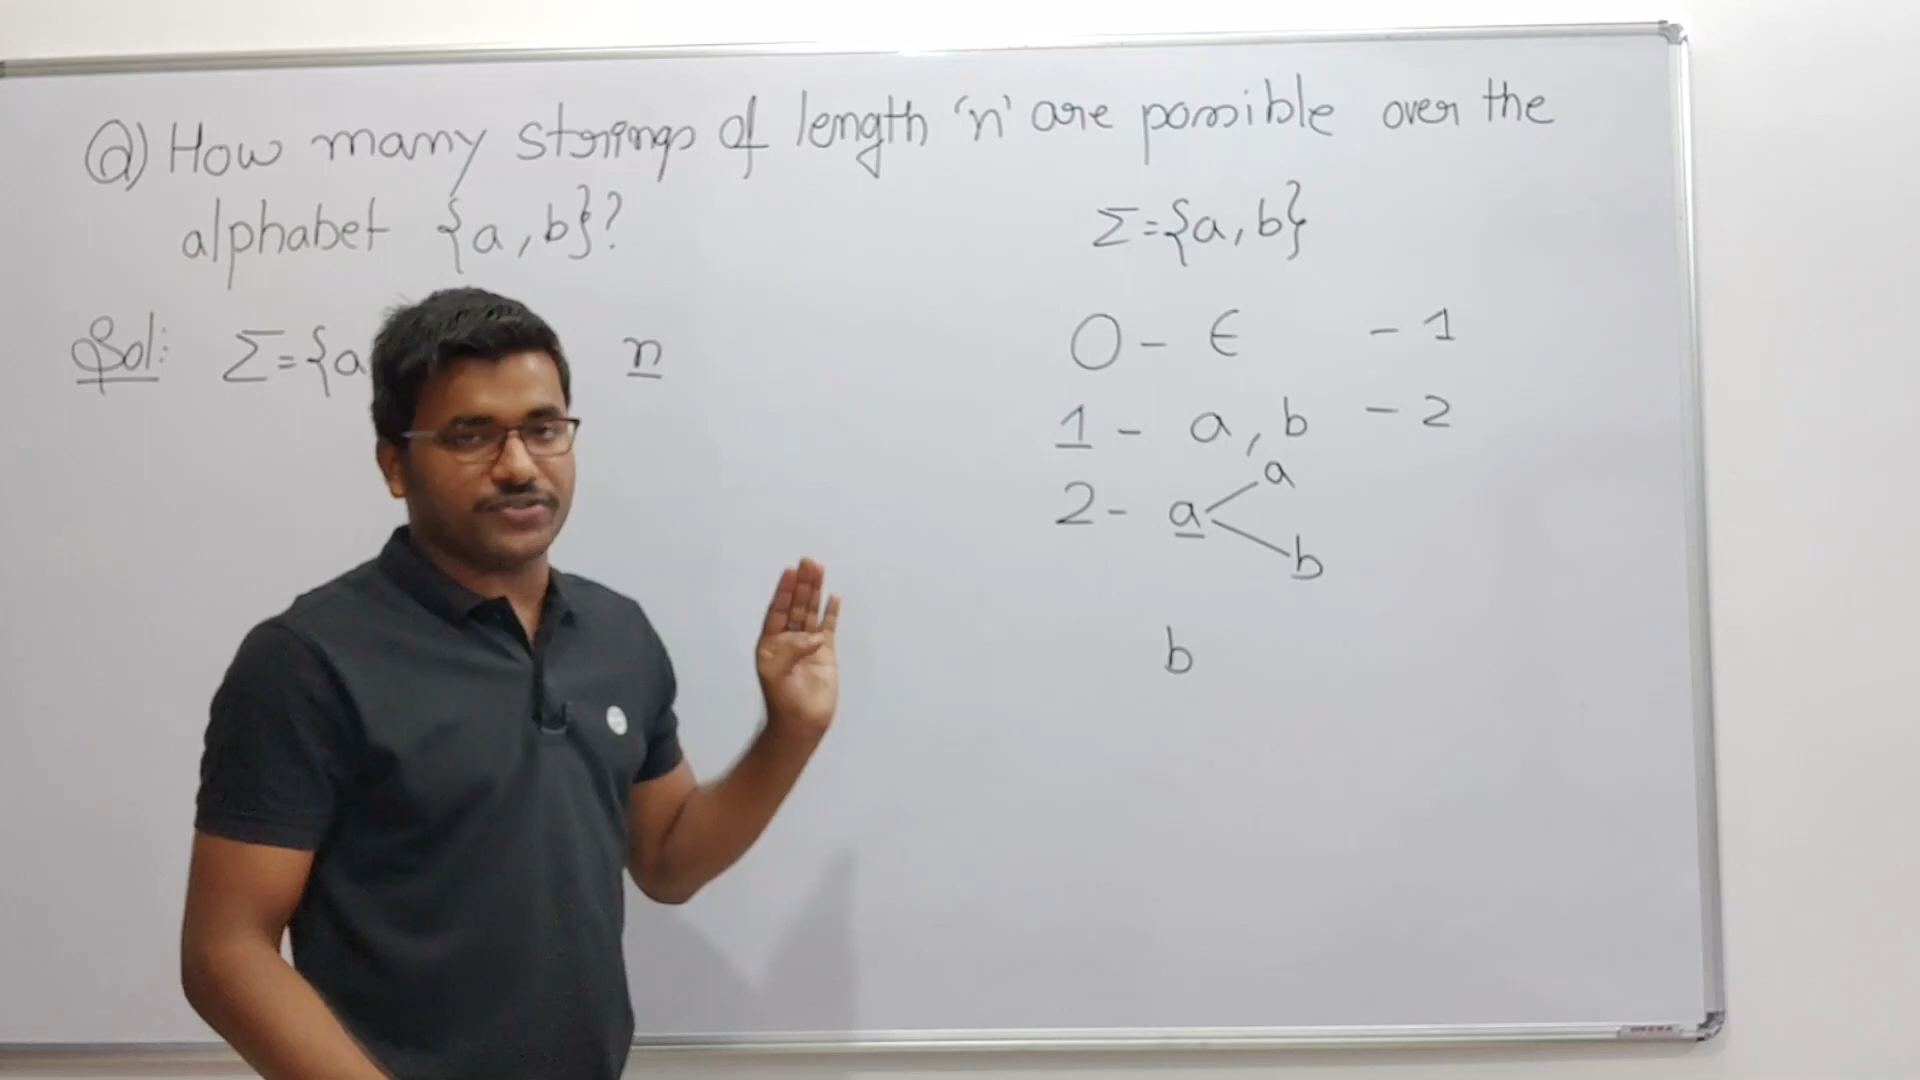 Q) How many strings of length 'n' are possible over the
alphabet {a, b}?
Sol: Σ={a n
Σ={a, b}
0 - ϵ - 1
1 - a, b - 2
2 - a < a
b
b